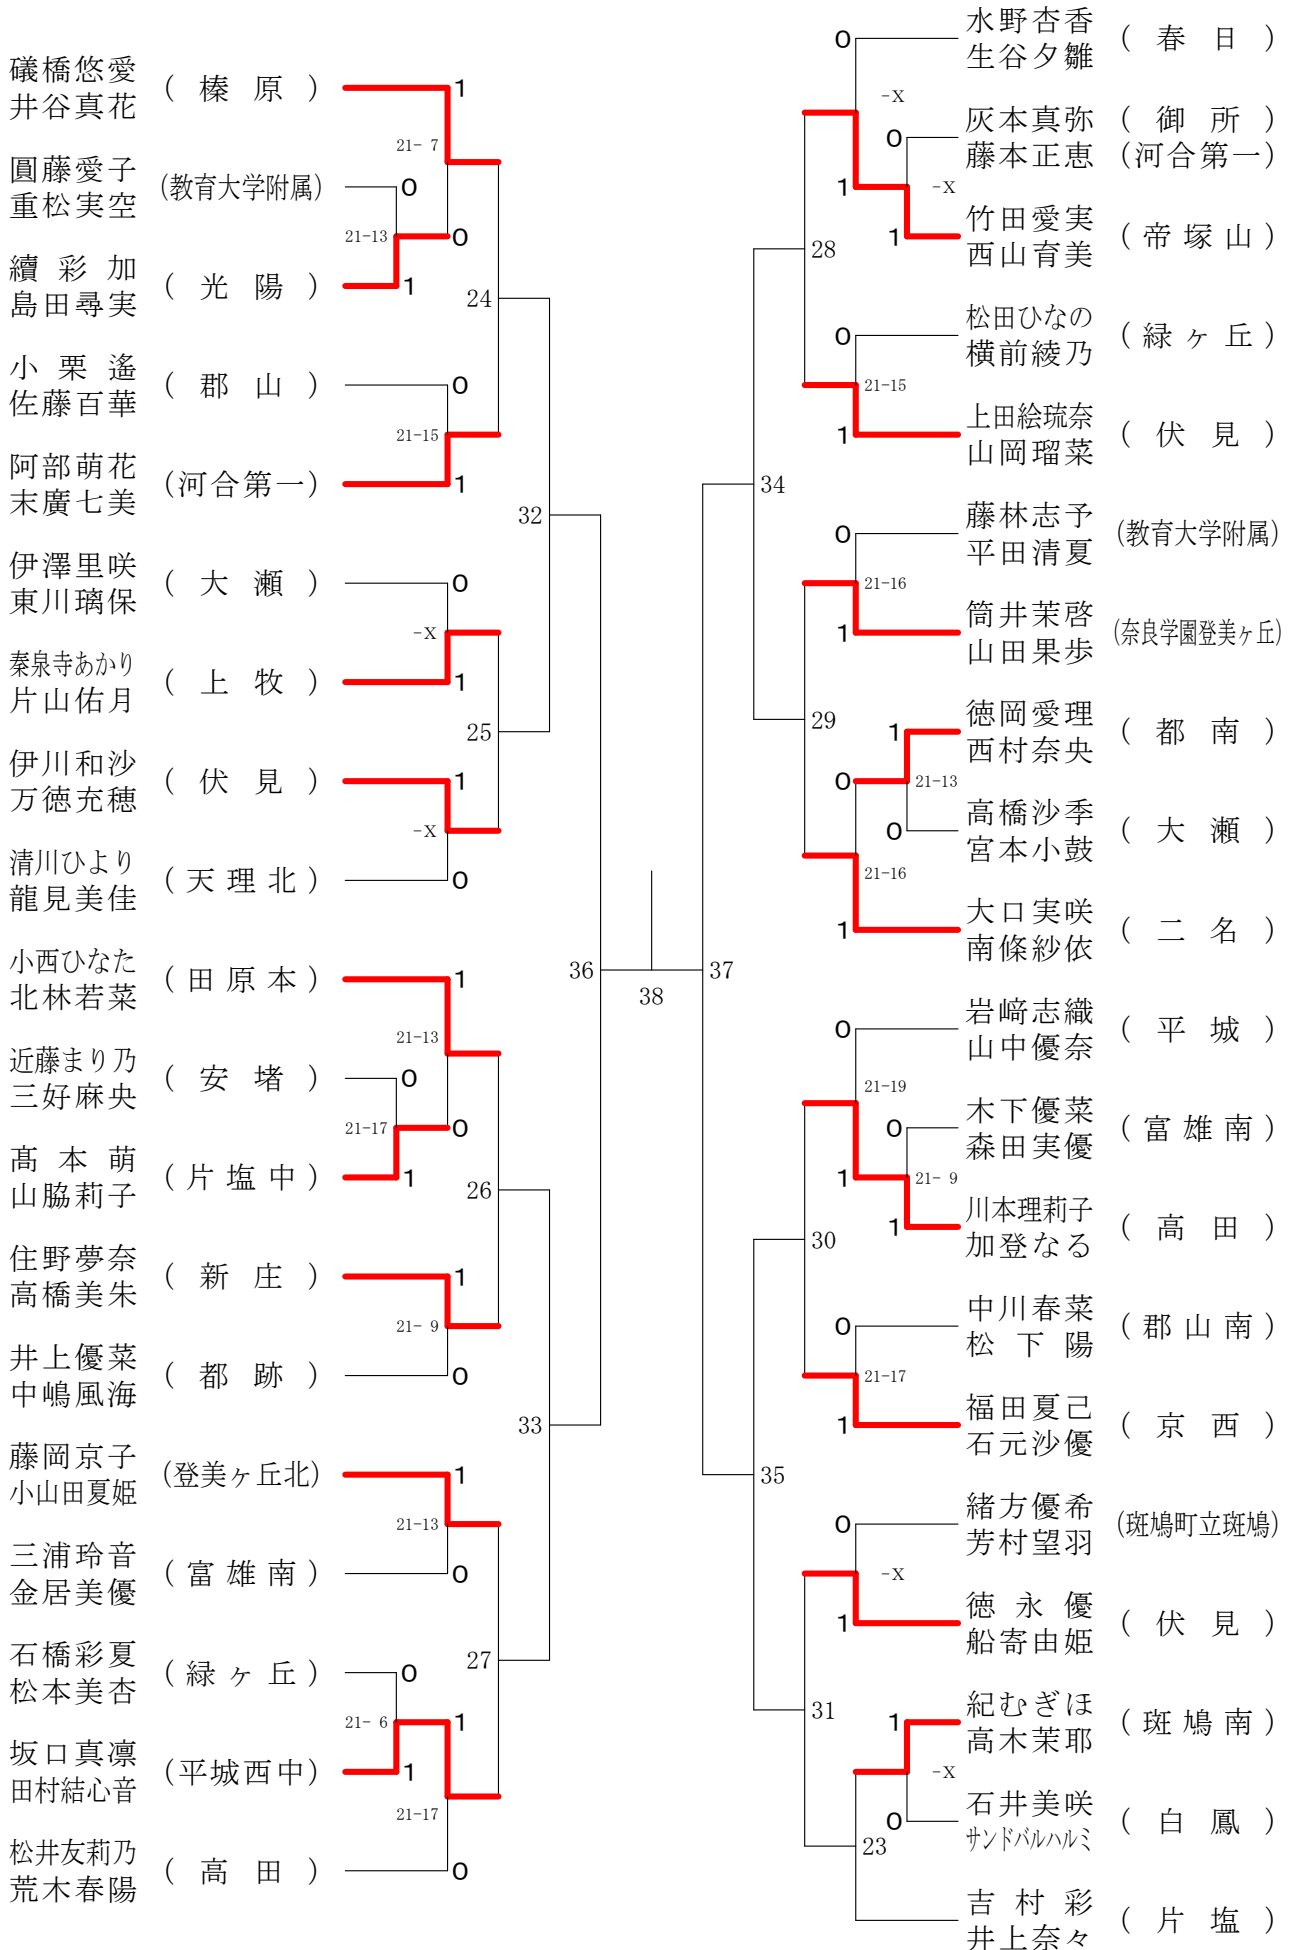 磯橋悠愛
井谷真花
( 榛原 )
1
21- 7
圓藤愛子
重松実空
(教育大学附属)
0
21-13
0
續彩加
島田尋実
( 光陽 )
1
24
小栗遙
佐藤百華
( 郡山 )
0
21-15
阿部萌花
末廣七美
(河合第一)
1
32
伊澤里咲
東川璃保
( 大瀬 )
0
-X
秦泉寺あかり
片山佑月
( 上牧 )
1
25
伊川和沙
万徳充穂
( 伏見 )
1
-X
清川ひより
龍見美佳
( 天理北 )
0
36
38
37
小西ひなた
北林若菜
( 田原本 )
1
21-13
近藤まり乃
三好麻央
( 安堵 )
0
21-17
0
髙本萌
山脇莉子
( 片塩中 )
1
26
住野夢奈
高橋美朱
( 新庄 )
1
21- 9
井上優菜
中嶋風海
( 都跡 )
0
33
藤岡京子
小山田夏姫
(登美ヶ丘北)
1
21-13
三浦玲音
金居美優
( 富雄南 )
0
27
石橋彩夏
松本美杏
( 緑ヶ丘 )
0
21- 6
1
坂口真凛
田村結心音
(平城西中)
1
21-17
松井友莉乃
荒木春陽
( 高田 )
0
0
水野杏香
生谷夕雛
( 春日 )
-X
0
灰本真弥
藤本正恵
( 御所 )
(河合第一)
1
-X
1
竹田愛実
西山育美
( 帝塚山 )
28
0
松田ひなの
横前綾乃
( 緑ヶ丘 )
21-15
1
上田絵琉奈
山岡瑠菜
( 伏見 )
34
0
藤林志予
平田清夏
(教育大学附属)
21-16
1
筒井茉啓
山田果歩
(奈良学園登美ヶ丘)
29
1
徳岡愛理
西村奈央
( 都南 )
0
21-13
0
高橋沙季
宮本小鼓
( 大瀬 )
21-16
1
大口実咲
南條紗依
( 二名 )
0
岩﨑志織
山中優奈
( 平城 )
21-19
0
木下優菜
森田実優
( 富雄南 )
1
21- 9
1
川本理莉子
加登なる
( 高田 )
30
0
中川春菜
松下陽
( 郡山南 )
21-17
1
福田夏己
石元沙優
( 京西 )
35
0
緒方優希
芳村望羽
(斑鳩町立斑鳩)
-X
1
徳永優
船寄由姫
( 伏見 )
31
1
紀むぎほ
高木茉耶
( 斑鳩南 )
-X
0
石井美咲
サンドバルハルミ
( 白鳳 )
23
吉村彩
井上奈々
( 片塩 )